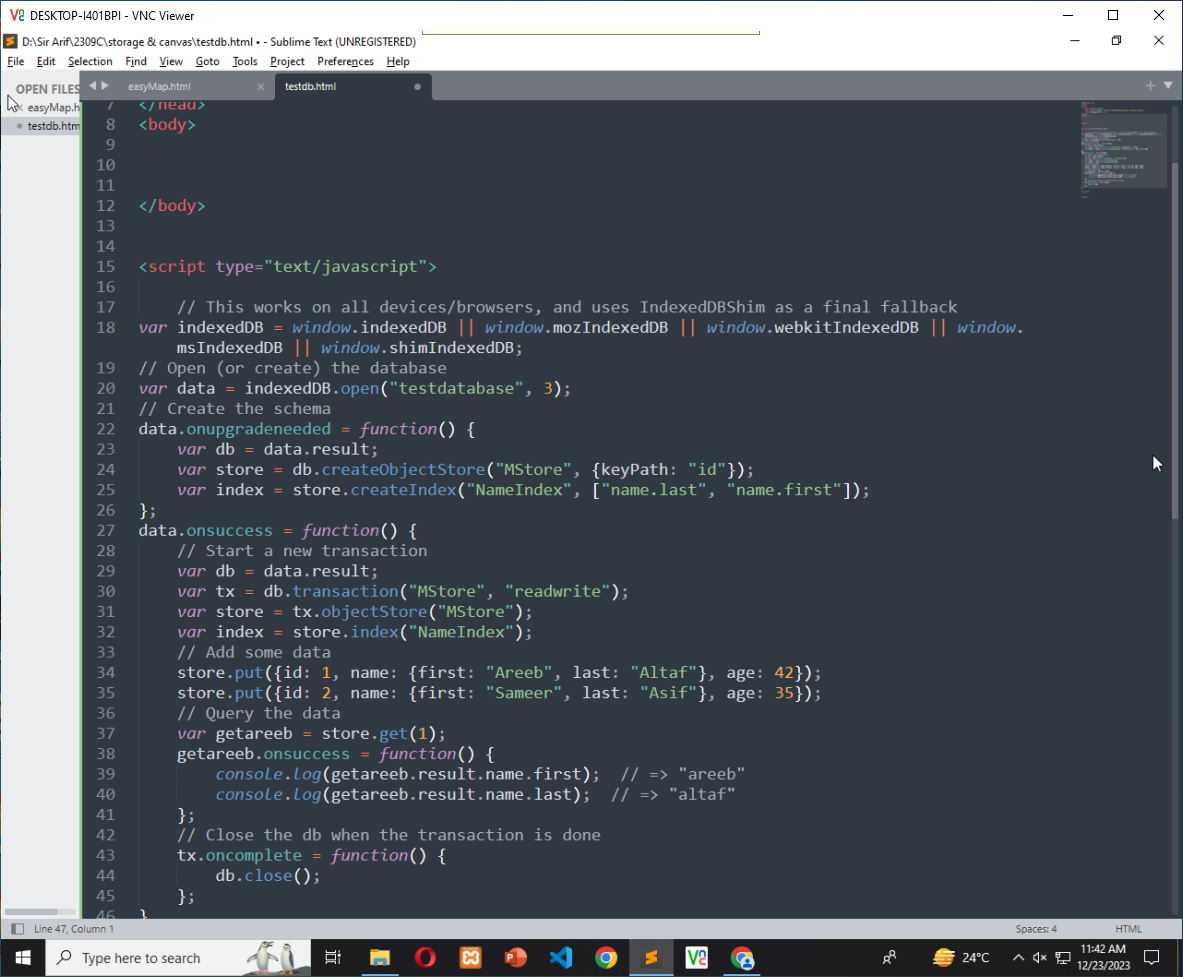 DESKTOP-I401BPI - VNC Viewer
D:\Sir Arif\2309C\storage & canvas\testdb.html • - Sublime Text (UNREGISTERED)
File Edit Selection Find View Goto Tools Project Preferences Help
OPEN FILES
easyMap.html
testdb.html
easyMap.h
testdb.htm
7 </head>
8 <body>
9
10
11
12 </body>
13
14
15 <script type="text/javascript">
16
17 // This works on all devices/browsers, and uses IndexedDBShim as a final fallback
18 var indexedDB = window.indexedDB || window.mozIndexedDB || window.webkitIndexedDB || window.
msIndexedDB || window.shimIndexedDB;
19 // Open (or create) the database
20 var data = indexedDB.open("testdatabase", 3);
21 // Create the schema
22 data.onupgradeneeded = function() {
23 var db = data.result;
24 var store = db.createObjectStore("MStore", {keyPath: "id"});
25 var index = store.createIndex("NameIndex", ["name.last", "name.first"]);
26 };
27 data.onsuccess = function() {
28 // Start a new transaction
29 var db = data.result;
30 var tx = db.transaction("MStore", "readwrite");
31 var store = tx.objectStore("MStore");
32 var index = store.index("NameIndex");
33 // Add some data
34 store.put({id: 1, name: {first: "Areeb", last: "Altaf"}, age: 42});
35 store.put({id: 2, name: {first: "Sameer", last: "Asif"}, age: 35});
36 // Query the data
37 var getareeb = store.get(1);
38 getareeb.onsuccess = function() {
39 console.log(getareeb.result.name.first); // => "areeb"
40 console.log(getareeb.result.name.last); // => "altaf"
41 };
42 // Close the db when the transaction is done
43 tx.oncomplete = function() {
44 db.close();
45 };
46 }
Line 47, Column 1 Spaces: 4 HTML
Type here to search
24°C
11:42 AM
12/23/2023